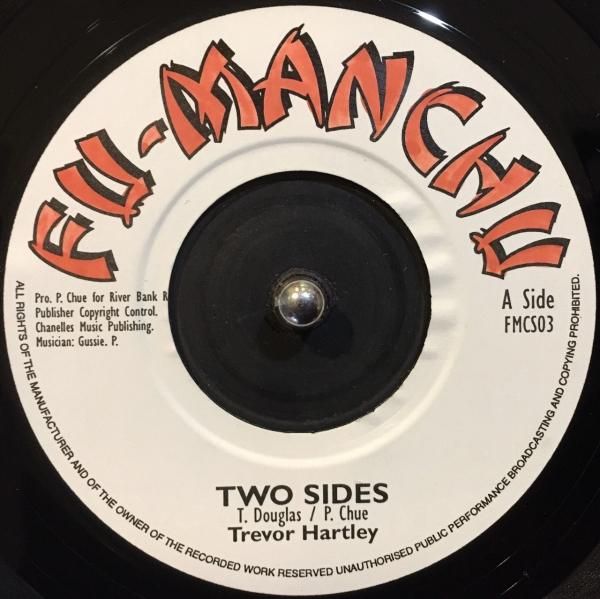 FU-MANCHU
Pro. P. Chue for River Bank R
Publisher Copyright Control.
Chanelles Music Publishing.
Musician: Gussie. P.
A Side
FMCS03
TWO SIDES
T. Douglas / P. Chue
Trevor Hartley
ALL RIGHTS OF THE MANUFACTURER AND OF THE OWNER OF THE RECORDED WORK RESERVED UNAUTHORISED PUBLIC PERFORMANCE BROADCASTING AND COPYING PROHIBITED.